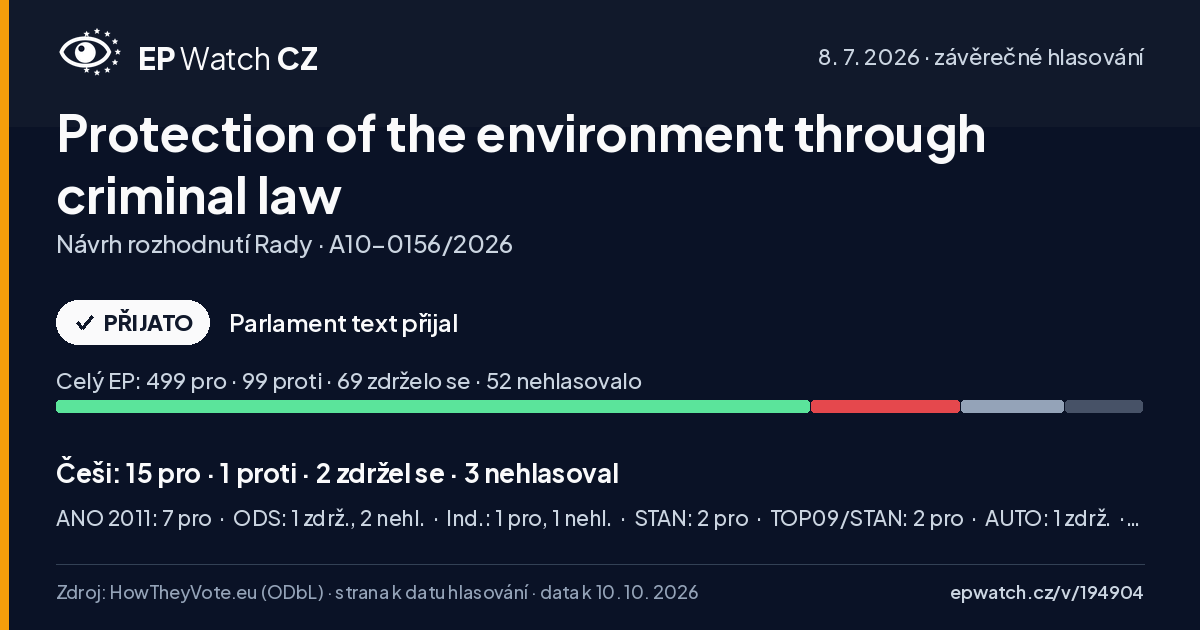 EP Watch CZ
8. 7. 2026 · závěrečné hlasování
Protection of the environment through
criminal law
Návrh rozhodnutí Rady · A10–0156/2026
✓ PŘIJATO
Parlament text přijal
Celý EP: 499 pro · 99 proti · 69 zdrželo se · 52 nehlasovalo
Češi: 15 pro · 1 proti · 2 zdržel se · 3 nehlasoval
ANO 2011: 7 pro · ODS: 1 zdrž., 2 nehl. · Ind.: 1 pro, 1 nehl. · STAN: 2 pro · TOP09/STAN: 2 pro · AUTO: 1 zdrž. ·…
Zdroj: HowTheyVote.eu (ODbL) · strana k datu hlasování · data k 10. 10. 2026
epwatch.cz/v/194904